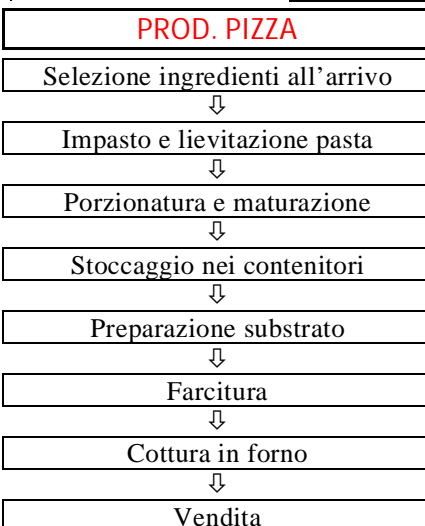 PROD. PIZZA
Selezione ingredienti all’arrivo
⇩
Impasto e lievitazione pasta
⇩
Porzionatura e maturazione
⇩
Stoccaggio nei contenitori
⇩
Preparazione substrato
⇩
Farcitura
⇩
Cottura in forno
⇩
Vendita